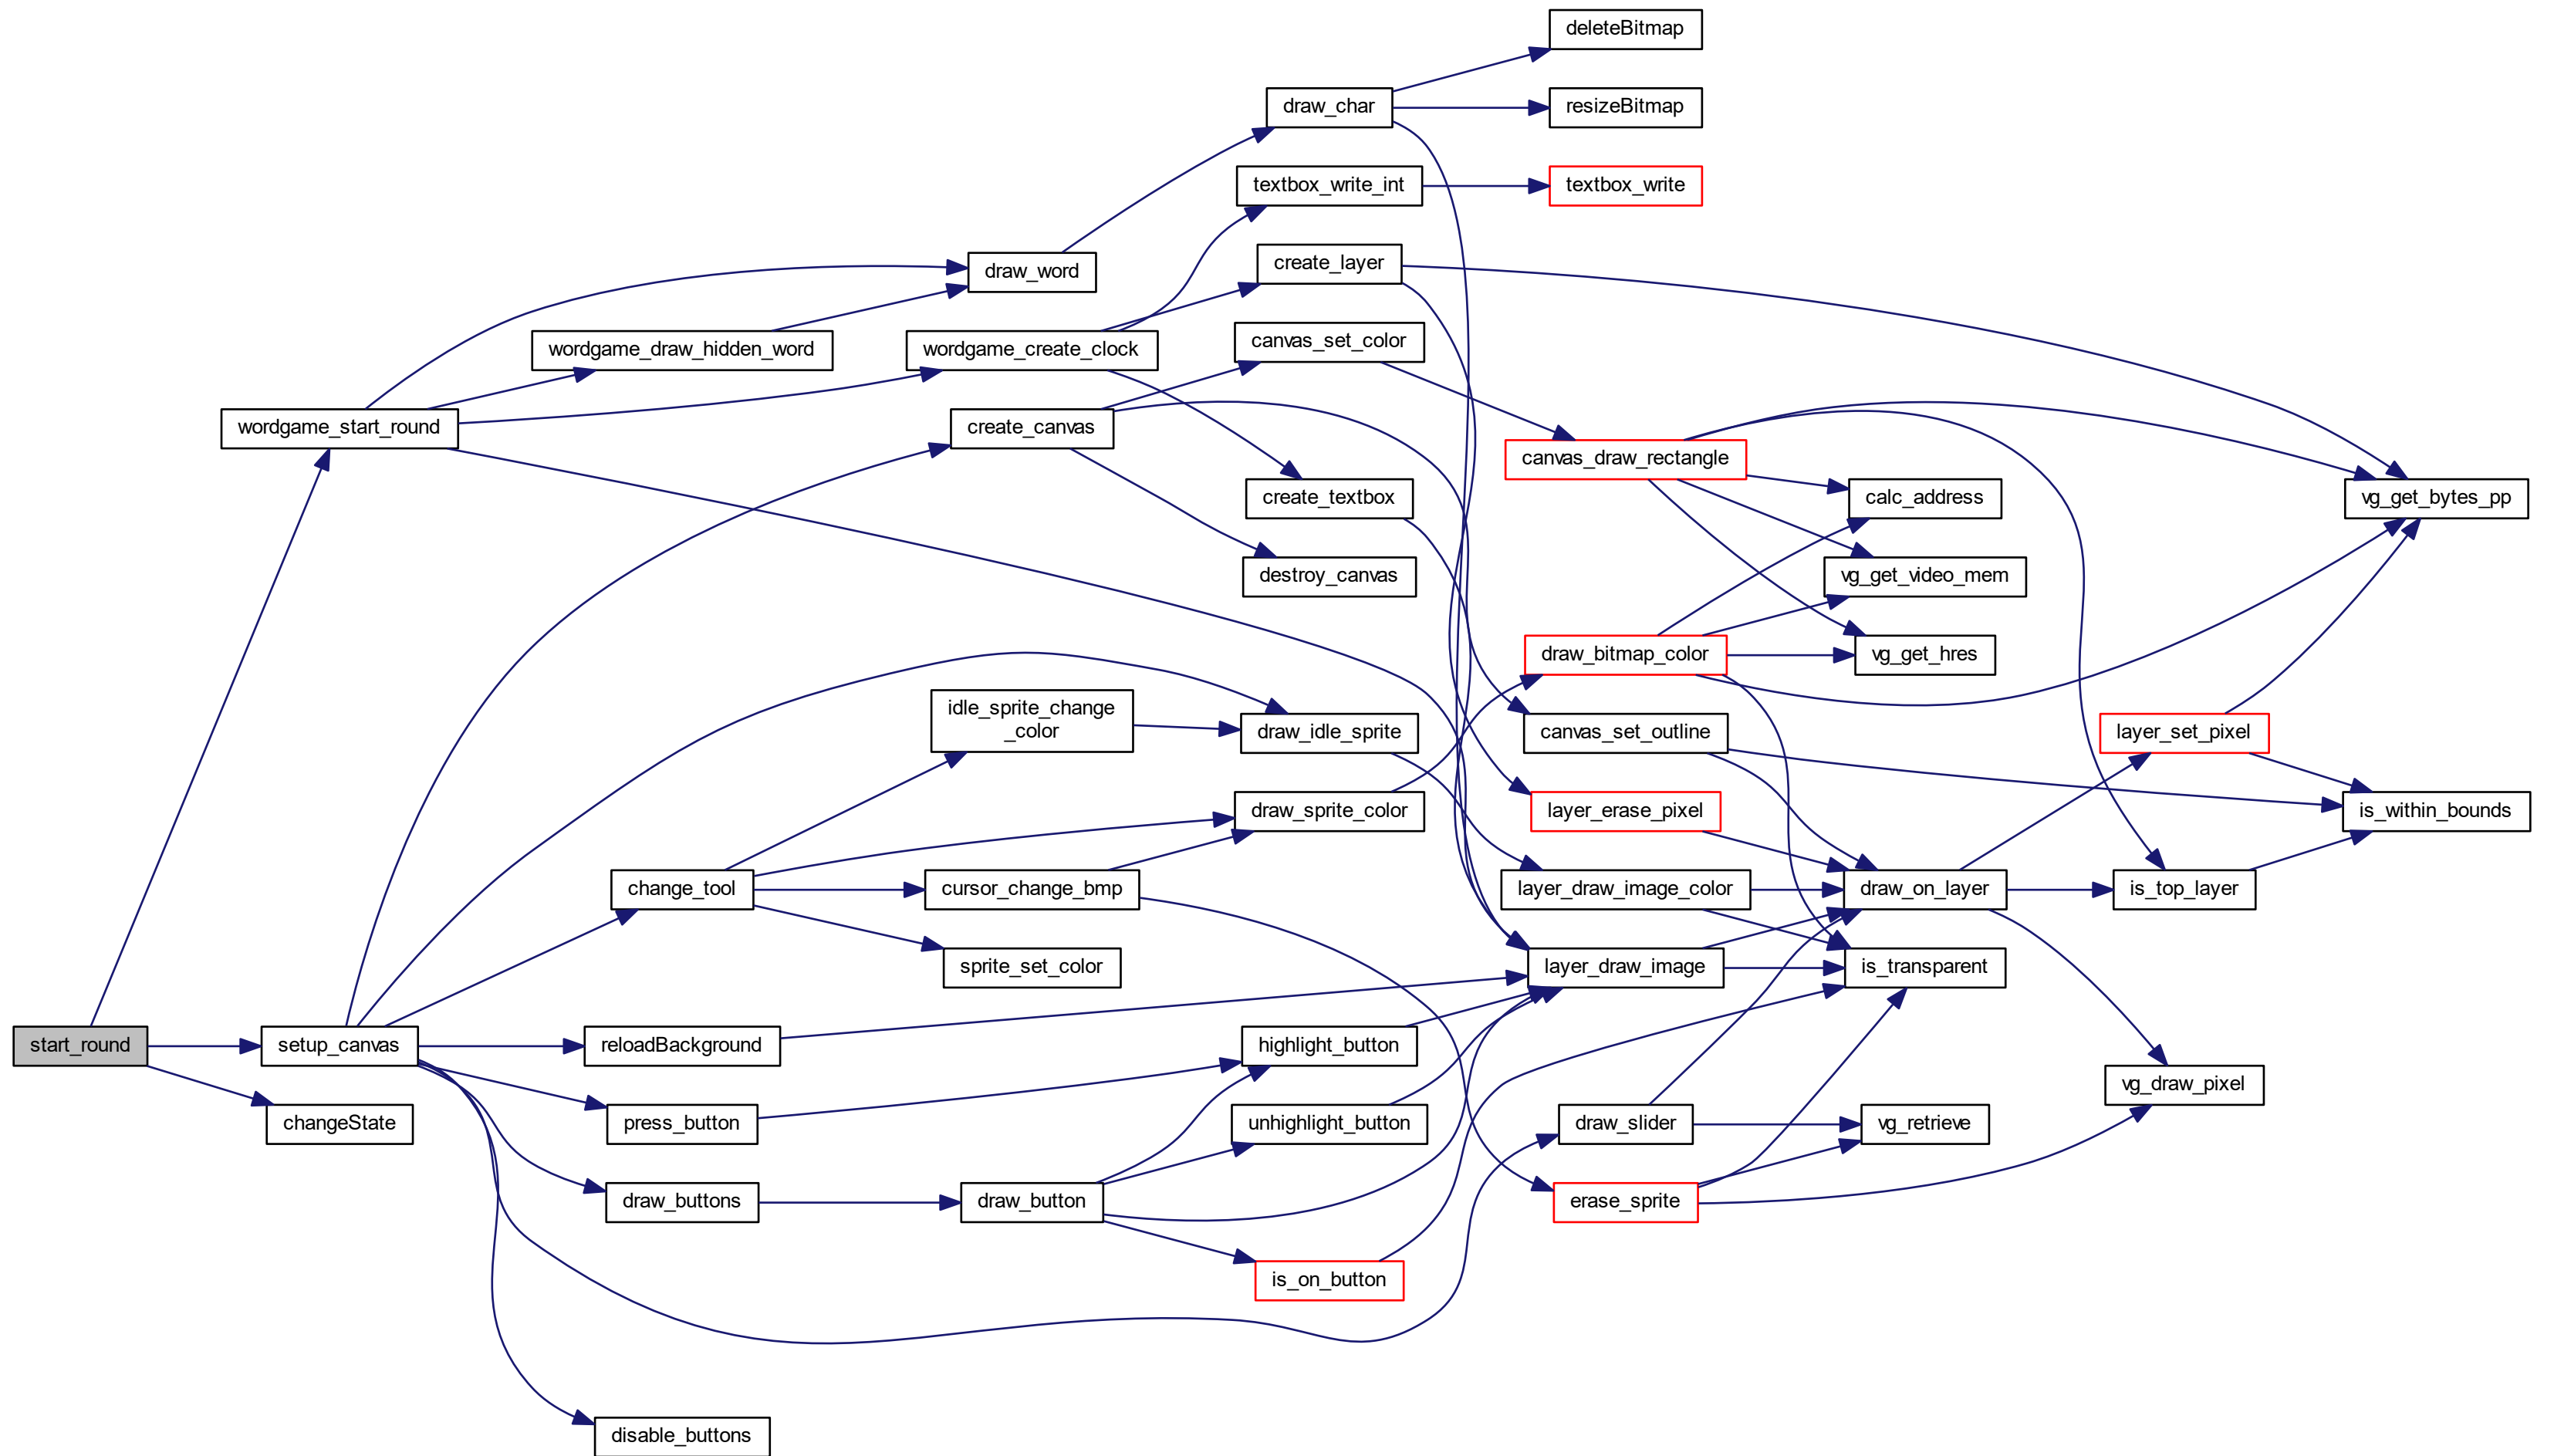 deleteBitmap
draw_char
resizeBitmap
textbox_write_int
textbox_write
draw_word
create_layer
wordgame_draw_hidden_word
wordgame_create_clock
canvas_set_color
wordgame_start_round
create_canvas
canvas_draw_rectangle
create_textbox
calc_address
vg_get_bytes_pp
destroy_canvas
vg_get_video_mem
draw_bitmap_color
vg_get_hres
idle_sprite_change
_color
draw_idle_sprite
canvas_set_outline
layer_set_pixel
draw_sprite_color
layer_erase_pixel
is_within_bounds
change_tool
cursor_change_bmp
layer_draw_image_color
draw_on_layer
is_top_layer
sprite_set_color
layer_draw_image
is_transparent
start_round
setup_canvas
reloadBackground
highlight_button
vg_draw_pixel
changeState
press_button
unhighlight_button
draw_slider
vg_retrieve
draw_buttons
draw_button
erase_sprite
is_on_button
disable_buttons